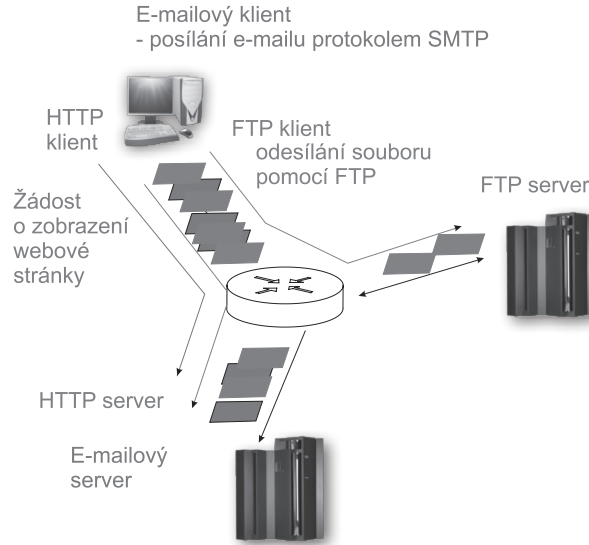 E-mailový klient
- posílání e-mailu protokolem SMTP
HTTP
klient
FTP klient
odesílání souboru
pomocí FTP
FTP server
Žádost
o zobrazení
webové
stránky
HTTP server
E-mailový
server